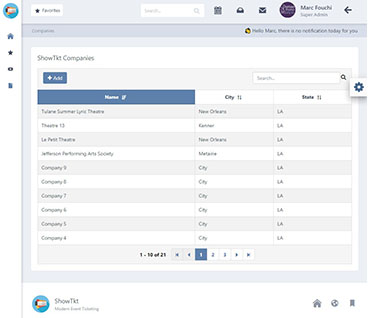 Favorites
Search...
Marc Fouchi
Super Admin
Companies
Hello Marc, there is no notification today for you
ShowTkt Companies
+ Add
Search...
Name City State
Tulane Summer Lyric Theatre New Orleans LA
Theatre 13 Kenner LA
Le Petit Theatre New Orleans LA
Jefferson Performing Arts Society Metairie LA
Company 9 City LA
Company 8 City LA
Company 7 City LA
Company 6 City LA
Company 5 City LA
Company 4 City LA
1 - 10 of 21 1 2 3
ShowTkt
Modern Event Ticketing